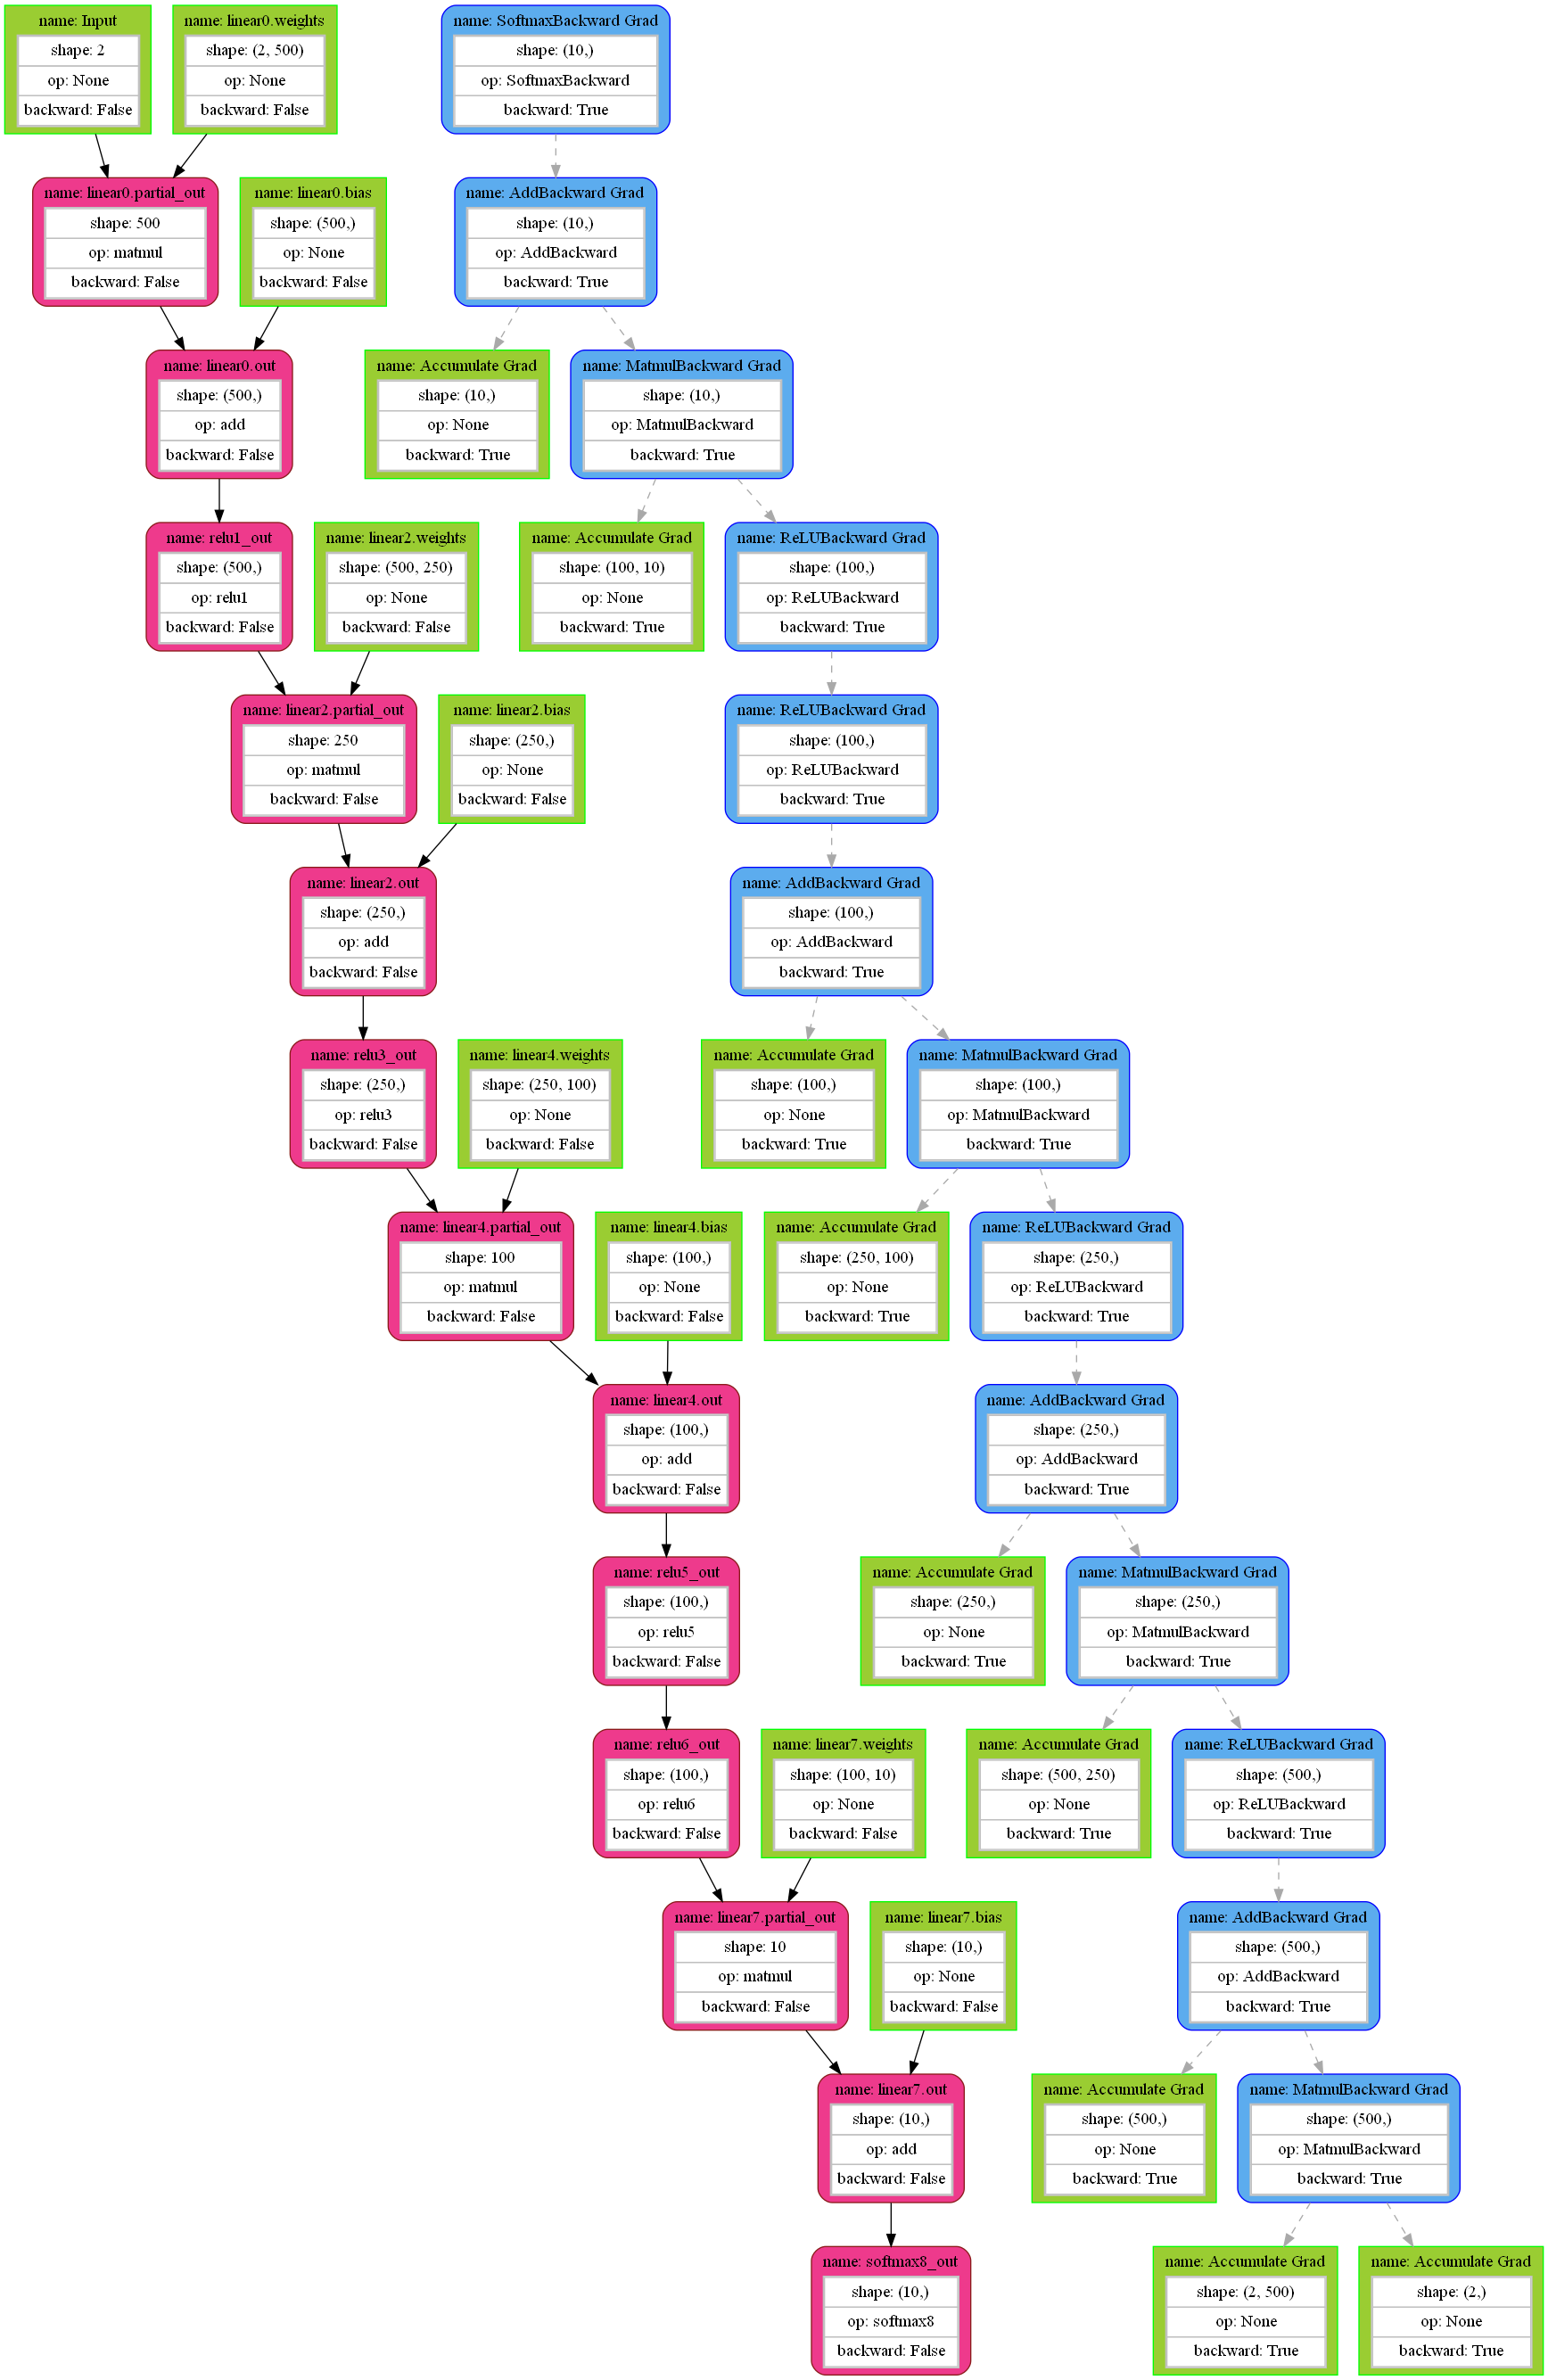 name: Input
shape: 2
op: None
backward: False
name: linear0.weights
shape: (2, 500)
op: None
backward: False
name: SoftmaxBackward Grad
shape: (10,)
op: SoftmaxBackward
backward: True
name: linear0.partial_out
shape: 500
op: matmul
backward: False
name: linear0.bias
shape: (500,)
op: None
backward: False
name: AddBackward Grad
shape: (10,)
op: AddBackward
backward: True
name: linear0.out
shape: (500,)
op: add
backward: False
name: Accumulate Grad
shape: (10,)
op: None
backward: True
name: MatmulBackward Grad
shape: (10,)
op: MatmulBackward
backward: True
name: relu1_out
shape: (500,)
op: relu1
backward: False
name: linear2.weights
shape: (500, 250)
op: None
backward: False
name: Accumulate Grad
shape: (100, 10)
op: None
backward: True
name: ReLUBackward Grad
shape: (100,)
op: ReLUBackward
backward: True
name: linear2.partial_out
shape: 250
op: matmul
backward: False
name: linear2.bias
shape: (250,)
op: None
backward: False
name: ReLUBackward Grad
shape: (100,)
op: ReLUBackward
backward: True
name: linear2.out
shape: (250,)
op: add
backward: False
name: AddBackward Grad
shape: (100,)
op: AddBackward
backward: True
name: relu3_out
shape: (250,)
op: relu3
backward: False
name: linear4.weights
shape: (250, 100)
op: None
backward: False
name: Accumulate Grad
shape: (100,)
op: None
backward: True
name: MatmulBackward Grad
shape: (100,)
op: MatmulBackward
backward: True
name: linear4.partial_out
shape: 100
op: matmul
backward: False
name: linear4.bias
shape: (100,)
op: None
backward: False
name: Accumulate Grad
shape: (250, 100)
op: None
backward: True
name: ReLUBackward Grad
shape: (250,)
op: ReLUBackward
backward: True
name: linear4.out
shape: (100,)
op: add
backward: False
name: AddBackward Grad
shape: (250,)
op: AddBackward
backward: True
name: relu5_out
shape: (100,)
op: relu5
backward: False
name: Accumulate Grad
shape: (250,)
op: None
backward: True
name: MatmulBackward Grad
shape: (250,)
op: MatmulBackward
backward: True
name: relu6_out
shape: (100,)
op: relu6
backward: False
name: linear7.weights
shape: (100, 10)
op: None
backward: False
name: Accumulate Grad
shape: (500, 250)
op: None
backward: True
name: ReLUBackward Grad
shape: (500,)
op: ReLUBackward
backward: True
name: linear7.partial_out
shape: 10
op: matmul
backward: False
name: linear7.bias
shape: (10,)
op: None
backward: False
name: AddBackward Grad
shape: (500,)
op: AddBackward
backward: True
name: linear7.out
shape: (10,)
op: add
backward: False
name: Accumulate Grad
shape: (500,)
op: None
backward: True
name: MatmulBackward Grad
shape: (500,)
op: MatmulBackward
backward: True
name: softmax8_out
shape: (10,)
op: softmax8
backward: False
name: Accumulate Grad
shape: (2, 500)
op: None
backward: True
name: Accumulate Grad
shape: (2,)
op: None
backward: True